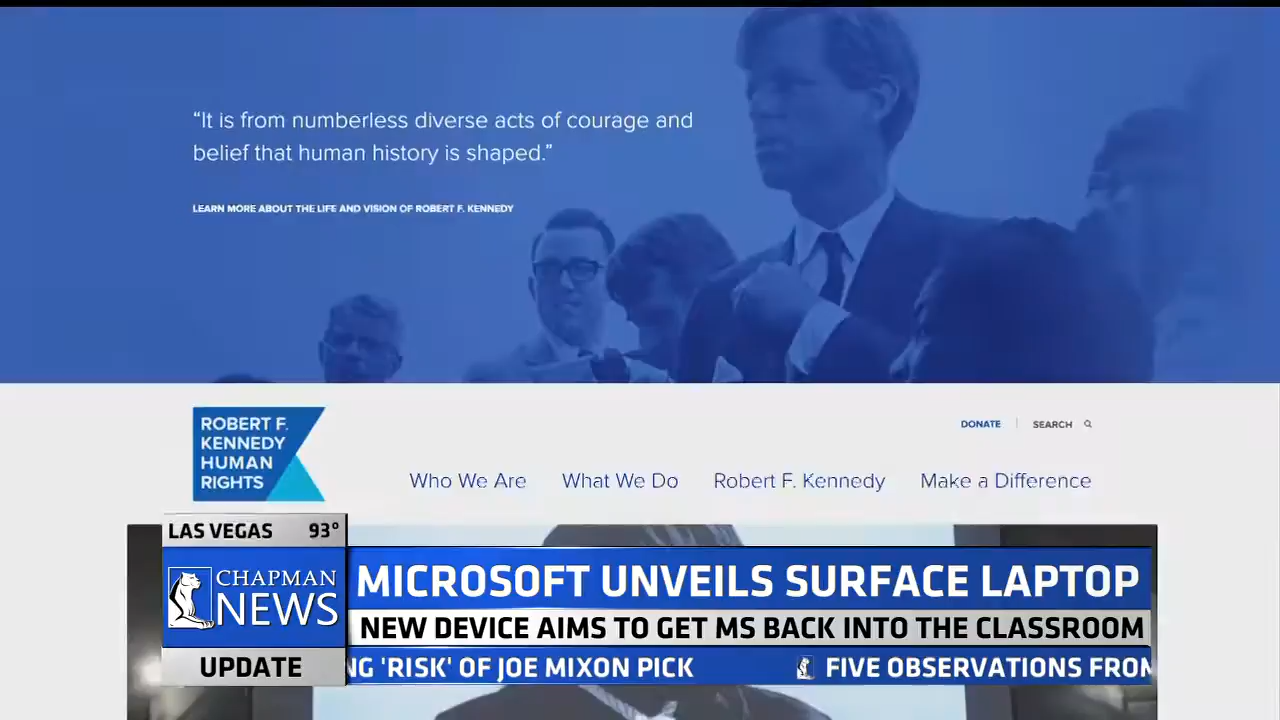 “It is from numberless diverse acts of courage and
belief that human history is shaped.”
LEARN MORE ABOUT THE LIFE AND VISION OF ROBERT F. KENNEDY
ROBERT F.
KENNEDY
HUMAN
RIGHTS
DONATE | SEARCH
Who We Are What We Do Robert F. Kennedy Make a Difference
LAS VEGAS 93°
CHAPMAN
NEWS
UPDATE
MICROSOFT UNVEILS SURFACE LAPTOP
NEW DEVICE AIMS TO GET MS BACK INTO THE CLASSROOM
NG 'RISK' OF JOE MIXON PICK FIVE OBSERVATIONS FROM